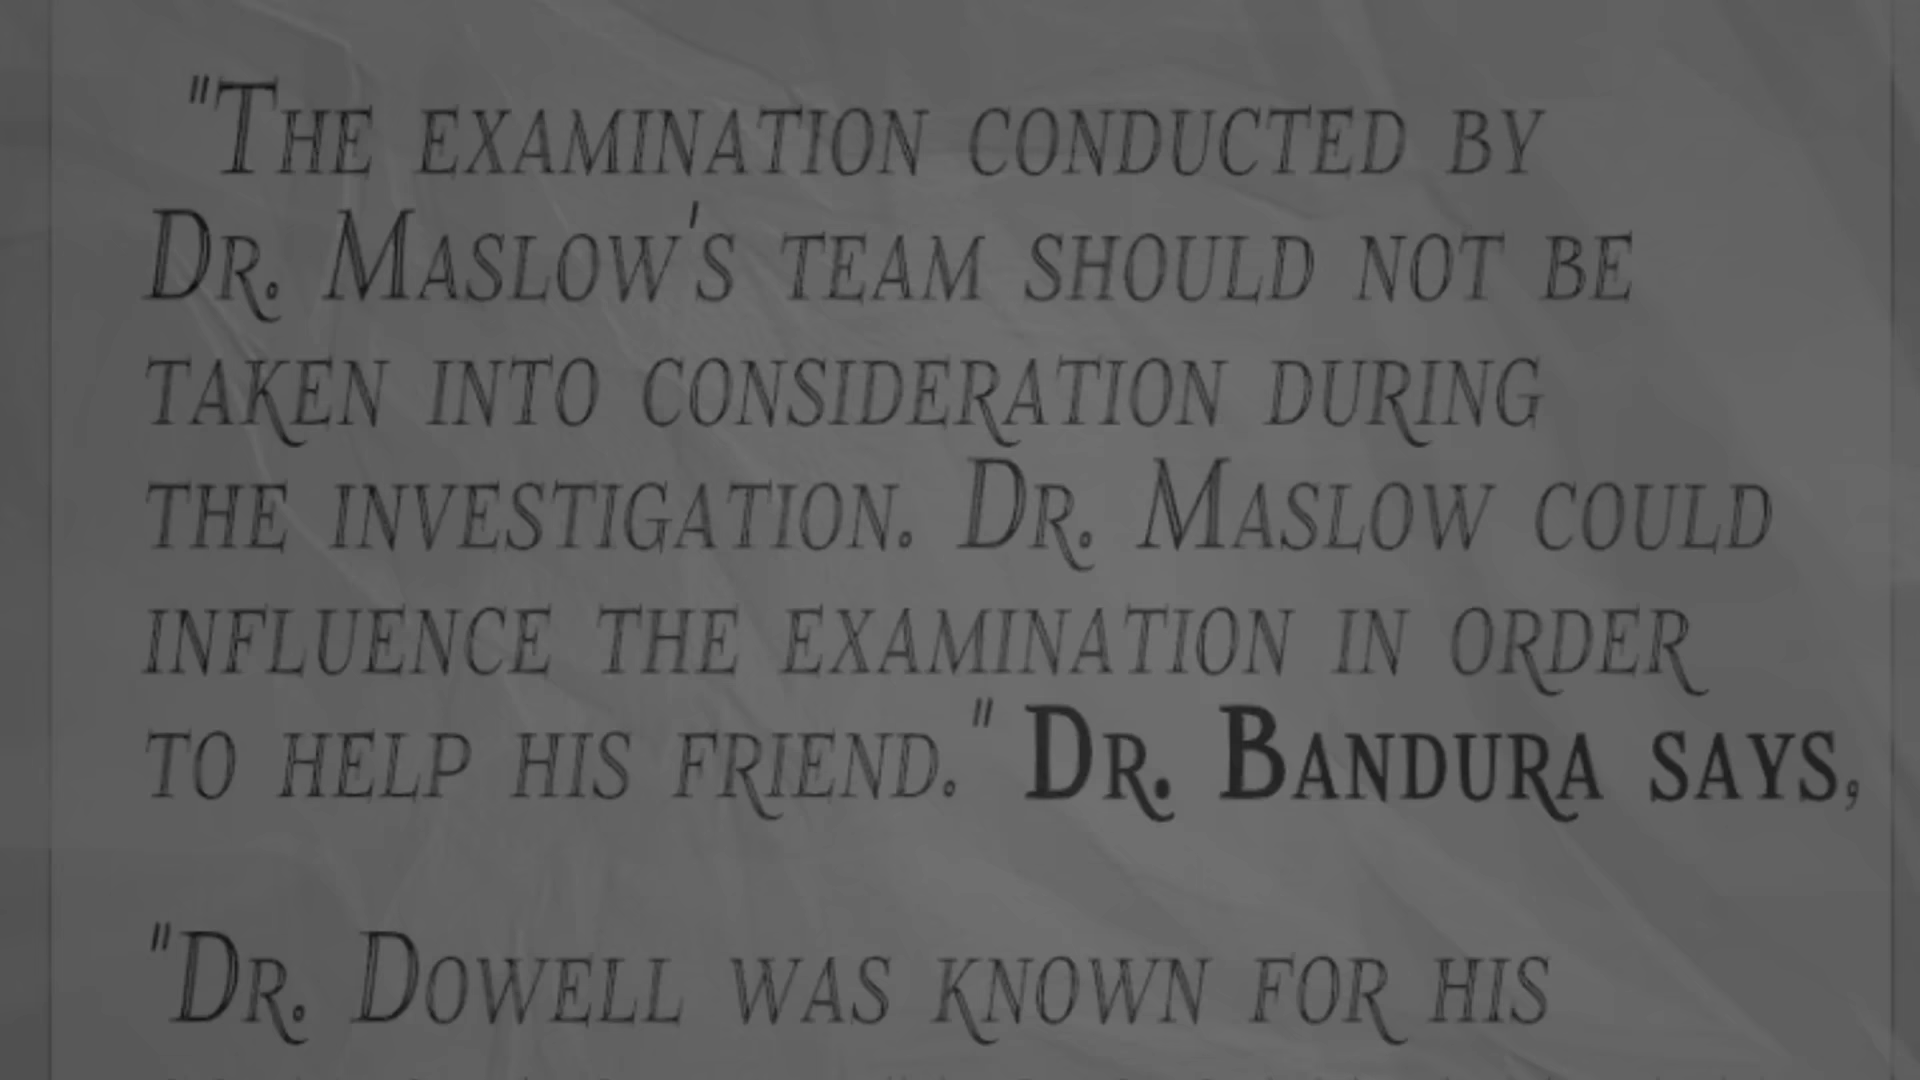 "The examination conducted by
Dr. Maslow's team should not be
taken into consideration during
the investigation. Dr. Maslow could
influence the examination in order
to help his friend." Dr. Bandura says,
"Dr. Dowell was known for his